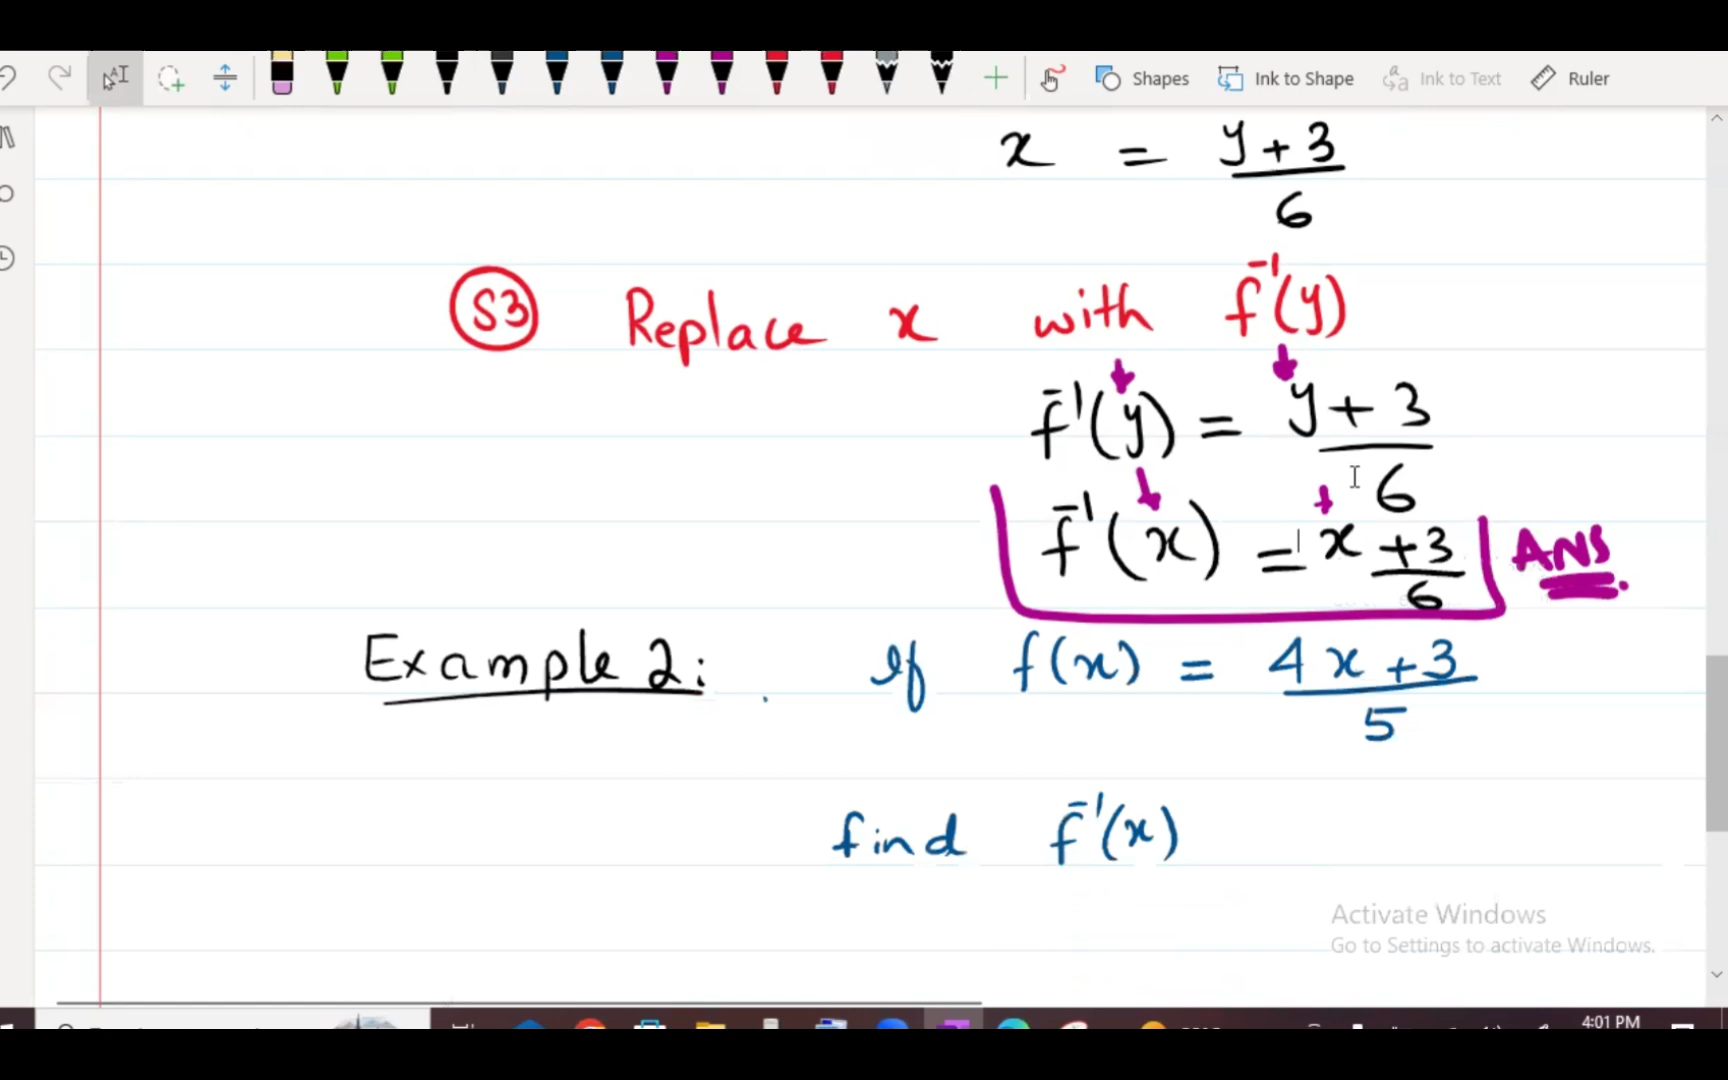 Shapes Ink to Shape Ink to Text Ruler
x = y + 3 / 6
S3 Replace x with f⁻¹(y)
f⁻¹(y) = y + 3 / 6
f⁻¹(x) = x + 3 / 6 ANS.
Example 2: If f(x) = 4x + 3 / 5
find f⁻¹(x)
Activate Windows
Go to Settings to activate Windows.
4:01 PM